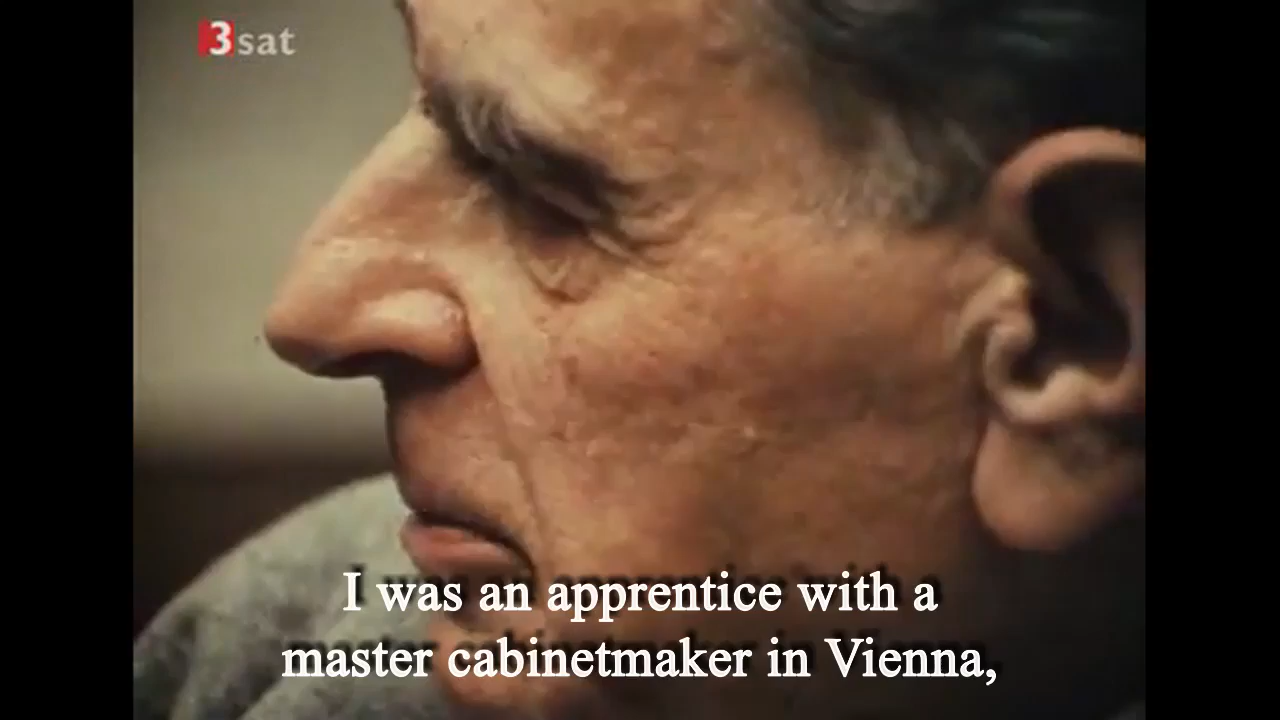 3sat
I was an apprentice with a
master cabinetmaker in Vienna,